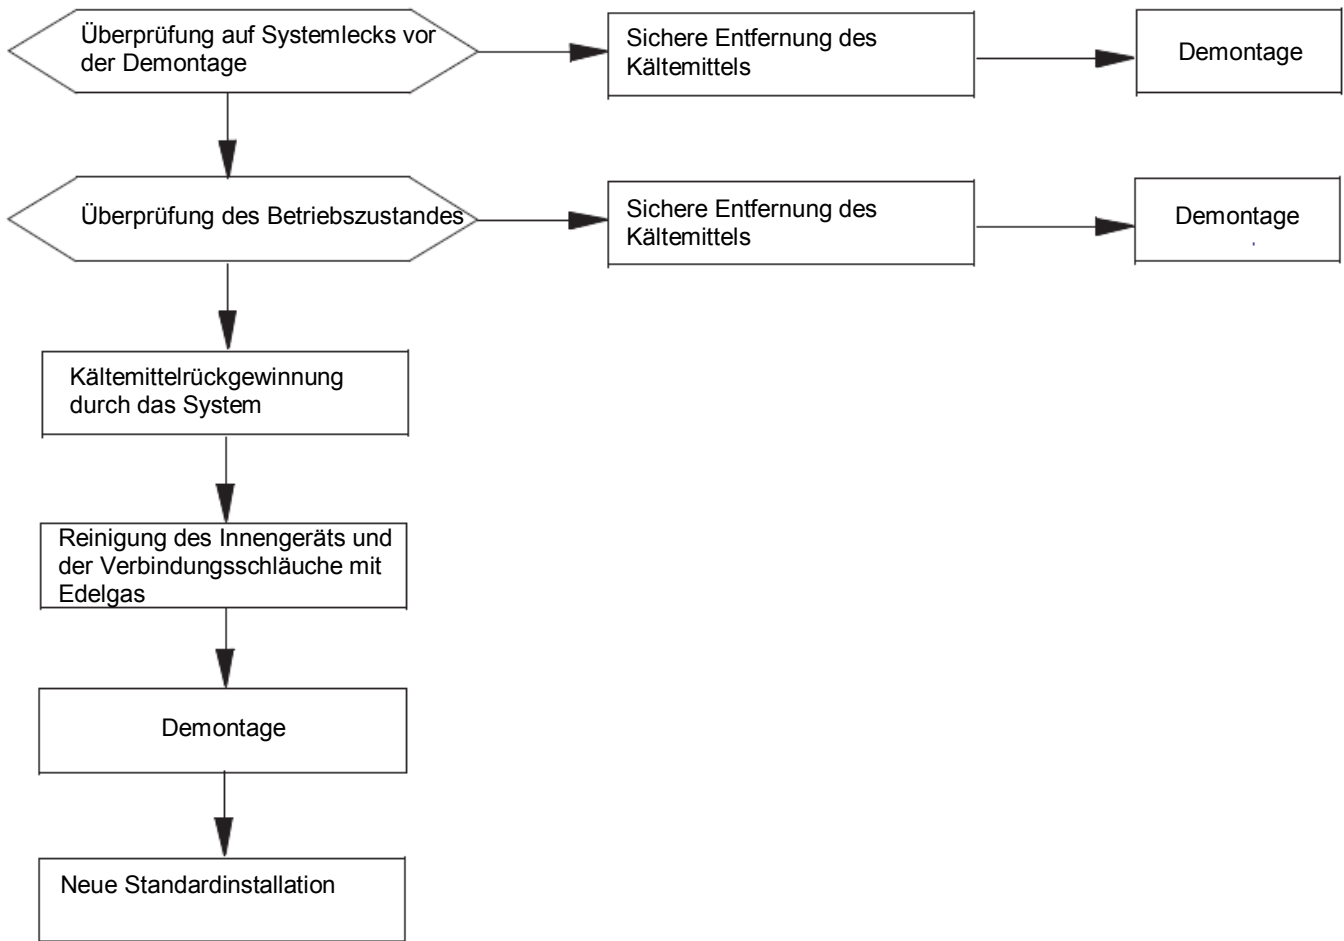 Überprüfung auf Systemlecks vor
der Demontage
Sichere Entfernung des
Kältemittels
Demontage
Überprüfung des Betriebszustandes
Sichere Entfernung des
Kältemittels
Demontage
Kältemittelrückgewinnung
durch das System
Reinigung des Innengeräts und
der Verbindungsschläuche mit
Edelgas
Demontage
Neue Standardinstallation